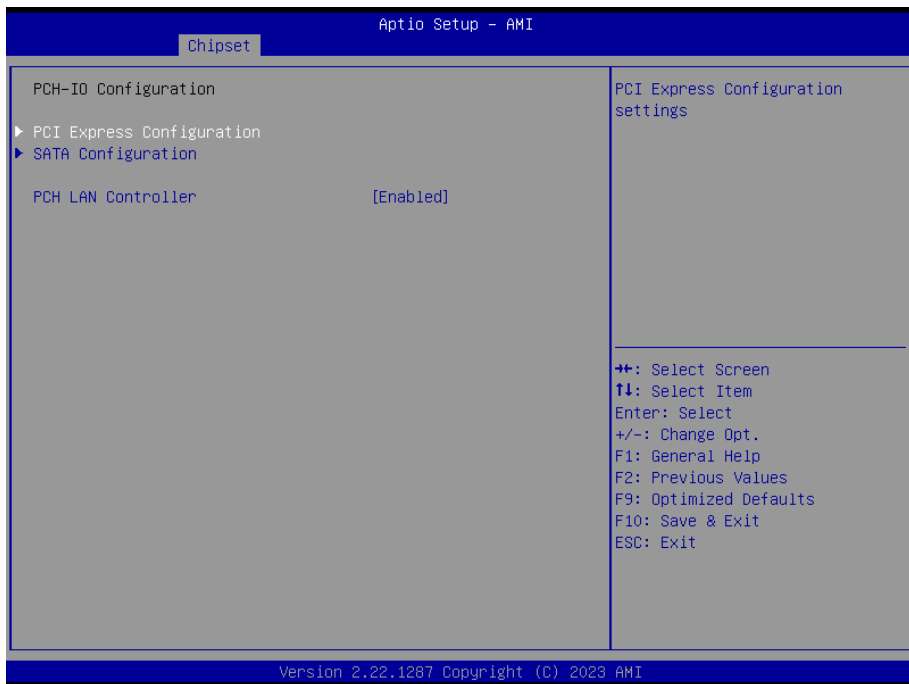 Aptio Setup – AMI
Chipset
PCH-IO Configuration
PCI Express Configuration
SATA Configuration
PCH LAN Controller [Enabled]
PCI Express Configuration
settings
→←: Select Screen
↑↓: Select Item
Enter: Select
+/-: Change Opt.
F1: General Help
F2: Previous Values
F9: Optimized Defaults
F10: Save & Exit
ESC: Exit
Version 2.22.1287 Copyright (C) 2023 AMI